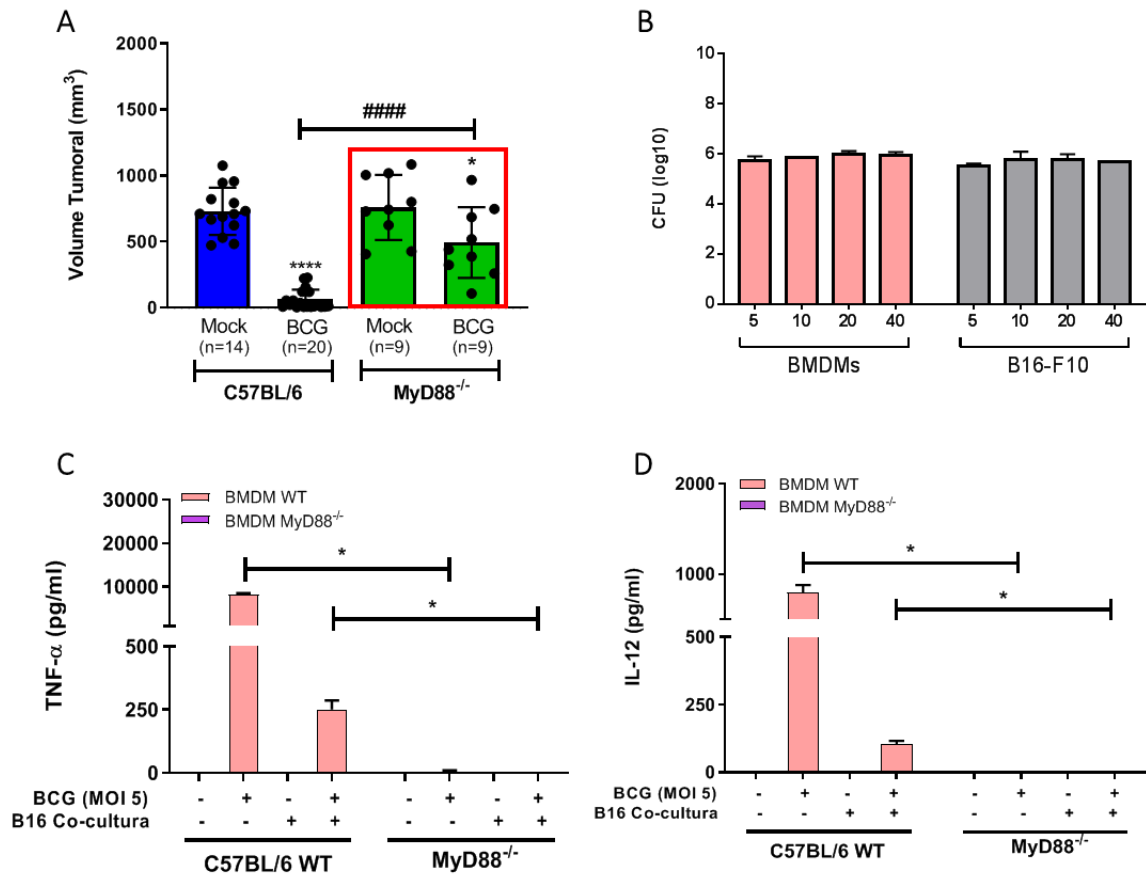 A
Volume Tumoral (mm³)
2000
1500
1000
500
0
####
****
*
Mock BCG Mock BCG
(n=14) (n=20) (n=9) (n=9)
C57BL/6 MyD88-/-
B
CFU (log10)
10
8
6
4
2
0
5 10 20 40 5 10 20 40
BMDMs B16-F10
C
BMDM WT
BMDM MyD88-/-
TNF-α (pg/ml)
30000
20000
10000
500
250
0
*
*
BCG (MOI 5) - + - + - + - +
B16 Co-cultura - - + + - - + +
C57BL/6 WT MyD88-/-
D
BMDM WT
BMDM MyD88-/-
IL-12 (pg/ml)
2000
1000
500
250
0
*
*
BCG (MOI 5) - + - + - + - +
B16 Co-cultura - - + + - - + +
C57BL/6 WT MyD88-/-